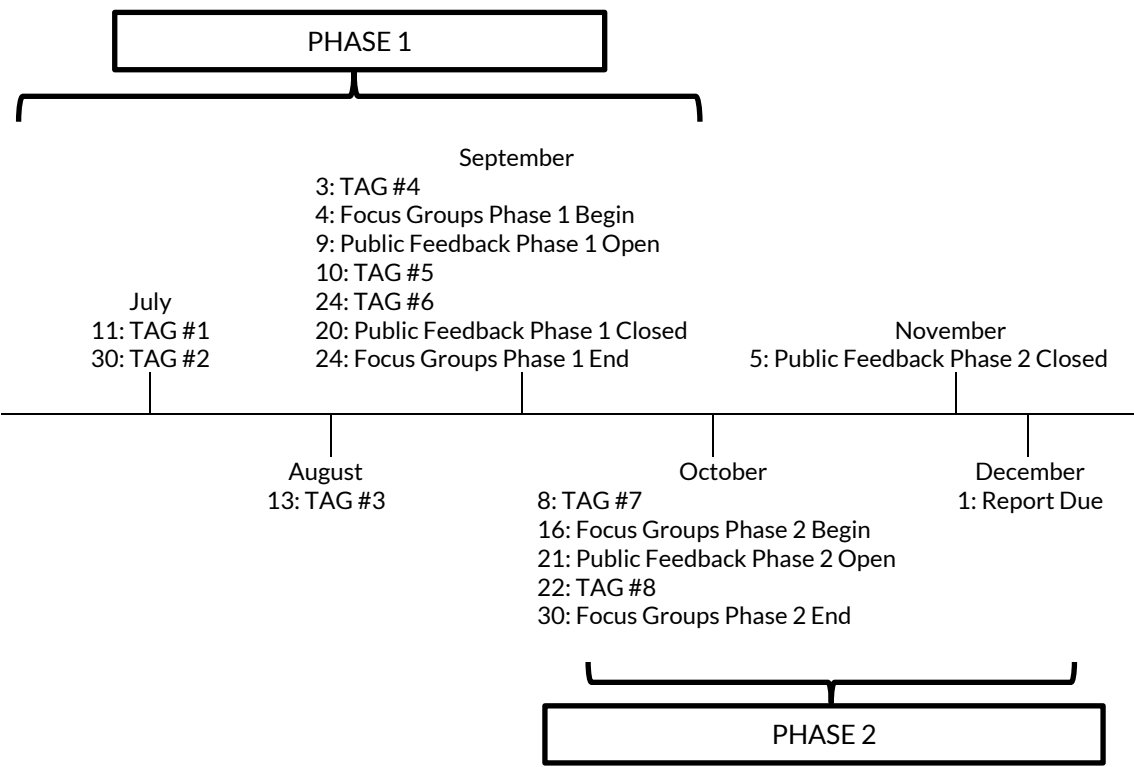 PHASE 1
September
3: TAG #4
4: Focus Groups Phase 1 Begin
9: Public Feedback Phase 1 Open
10: TAG #5
24: TAG #6
20: Public Feedback Phase 1 Closed
24: Focus Groups Phase 1 End
July
11: TAG #1
30: TAG #2
November
5: Public Feedback Phase 2 Closed
August
13: TAG #3
October
8: TAG #7
16: Focus Groups Phase 2 Begin
21: Public Feedback Phase 2 Open
22: TAG #8
30: Focus Groups Phase 2 End
December
1: Report Due
PHASE 2